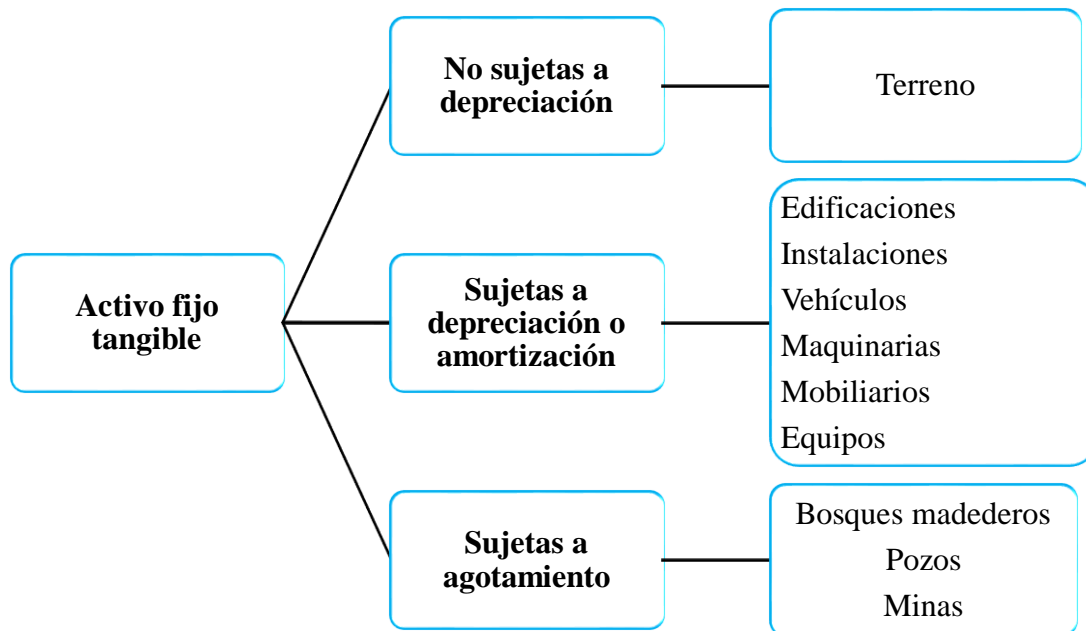 No sujetas a
depreciación
Terreno
Activo fijo
tangible
Sujetas a
depreciación o
amortización
Edificaciones
Instalaciones
Vehículos
Maquinarias
Mobiliarios
Equipos
Sujetas a
agotamiento
Bosques madederos
Pozos
Minas